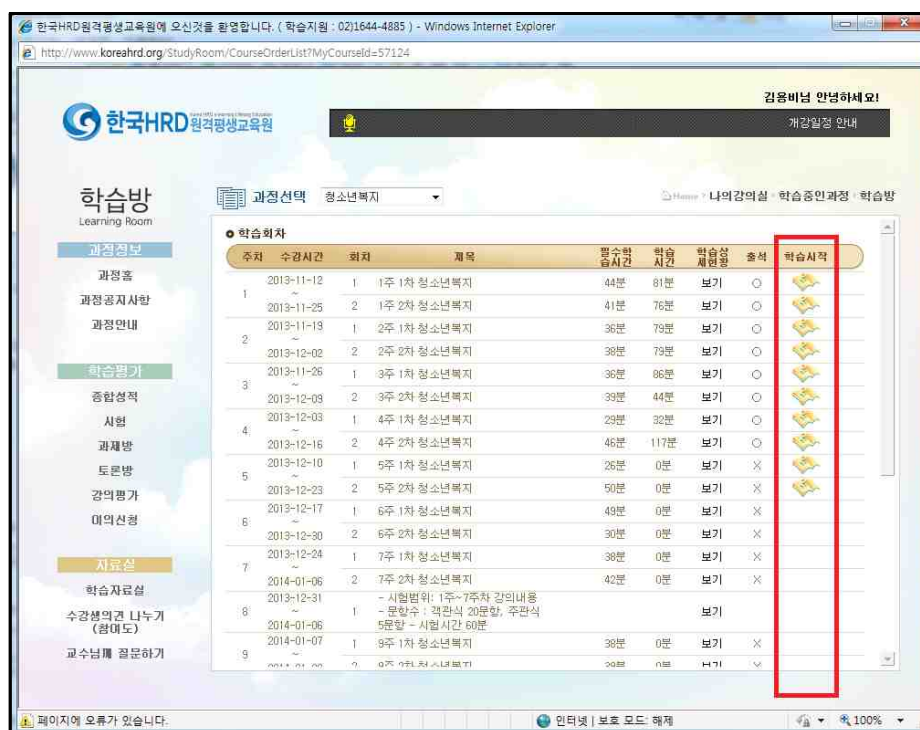 한국HRD원격평생교육원에 오신것을 환영합니다. ( 학습지원 : 02)1644-4885 ) - Windows Internet Explorer
http://www.koreahrd.org/StudyRoom/CourseOrderList?MyCourseId=57124
김용비님 안녕하세요!
한국HRD원격평생교육원
개강일정 안내
학습방
Learning Room
과정선택 청소년복지
Home 나의강의실 학습중인과정 학습방
과정정보
과정홈
과정공지사항
과정안내
학습평가
종합성적
시험
과제방
토론방
강의평가
이의신청
자료실
학습자료실
수강생의견 나누기
(참여도)
교수님께 질문하기
학습회차
주차 수강시간 회차 제목 필수학습시간 학습시간 학습상세현황 출석 학습시작
1 2013-11-12 ~ 2013-11-25
1 1주 1차 청소년복지 44분 81분 보기 ○
2 1주 2차 청소년복지 41분 76분 보기 ○
2 2013-11-19 ~ 2013-12-02
1 2주 1차 청소년복지 36분 79분 보기 ○
2 2주 2차 청소년복지 38분 79분 보기 ○
3 2013-11-26 ~ 2013-12-09
1 3주 1차 청소년복지 36분 86분 보기 ○
2 3주 2차 청소년복지 39분 44분 보기 ○
4 2013-12-03 ~ 2013-12-16
1 4주 1차 청소년복지 29분 32분 보기 ○
2 4주 2차 청소년복지 46분 117분 보기 ○
5 2013-12-10 ~ 2013-12-23
1 5주 1차 청소년복지 26분 0분 보기 X
2 5주 2차 청소년복지 50분 0분 보기 X
6 2013-12-17 ~ 2013-12-30
1 6주 1차 청소년복지 49분 0분 보기 X
2 6주 2차 청소년복지 30분 0분 보기 X
7 2013-12-24 ~ 2014-01-06
1 7주 1차 청소년복지 38분 0분 보기 X
2 7주 2차 청소년복지 42분 0분 보기 X
8 2013-12-31 ~ 2014-01-06
1 - 시험범위: 1주~7주차 강의내용
- 문항수 : 객관식 20문항, 주관식
5문항 - 시험시간 60분
보기
9 2014-01-07
1 9주 1차 청소년복지 38분 0분 보기 X
2 9주 2차 청소년복지
페이지에 오류가 있습니다.
인터넷 | 보호 모드: 해제
100%